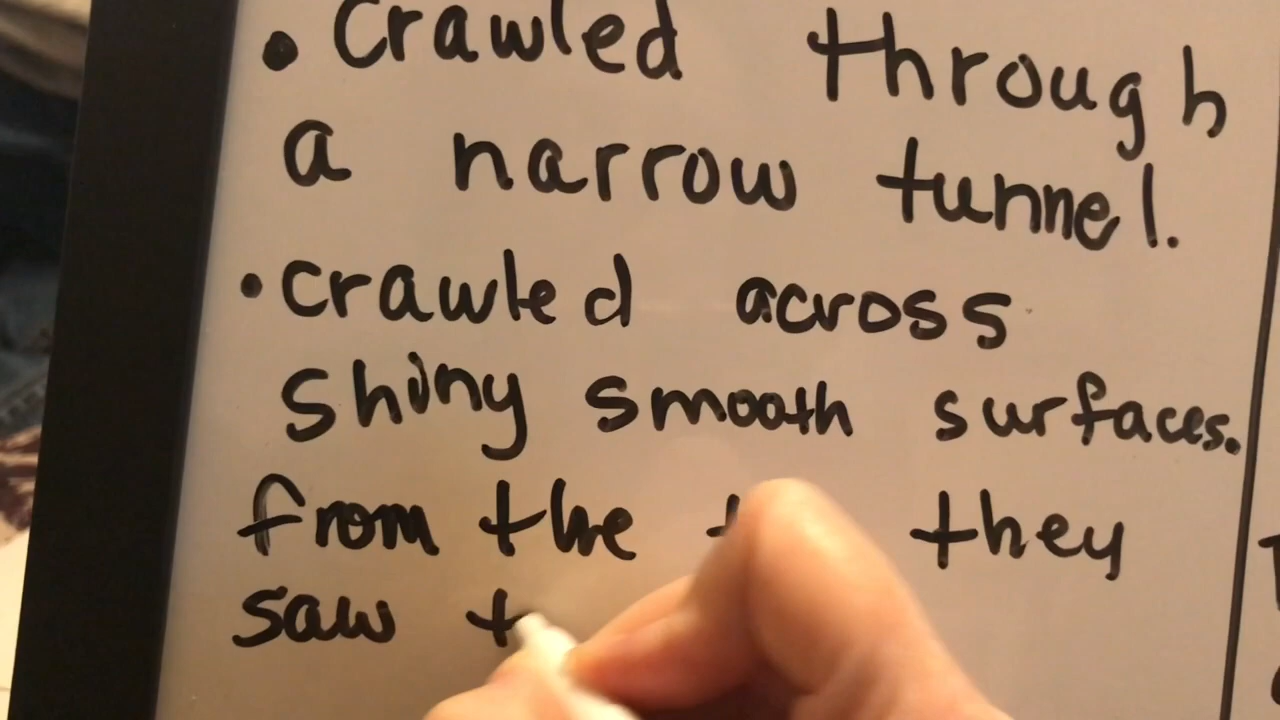 • Crawled through
a narrow tunnel.
• crawled across
shiny smooth surfaces.
from the they
saw